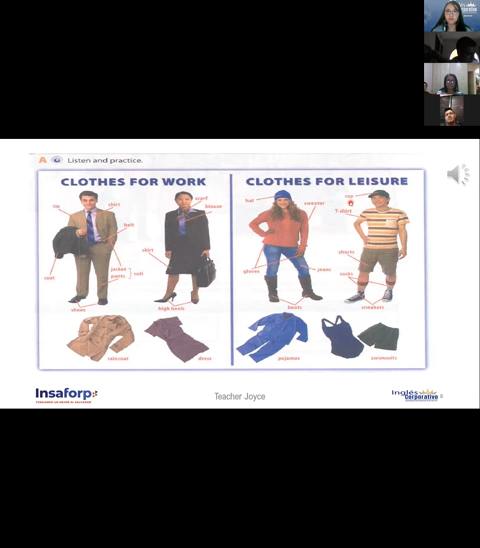 A Listen and practice.
CLOTHES FOR WORK
CLOTHES FOR LEISURE
tie
shirt
scarf
blouse
belt
skirt
jacket
pants
suit
coat
shoes
high heels
raincoat
dress
hat
sweater
cap
T-shirt
gloves
jeans
shorts
socks
boots
sneakers
pajamas
swimsuits
Insaforp
Teacher Joyce
Inglés
Corporativo
8